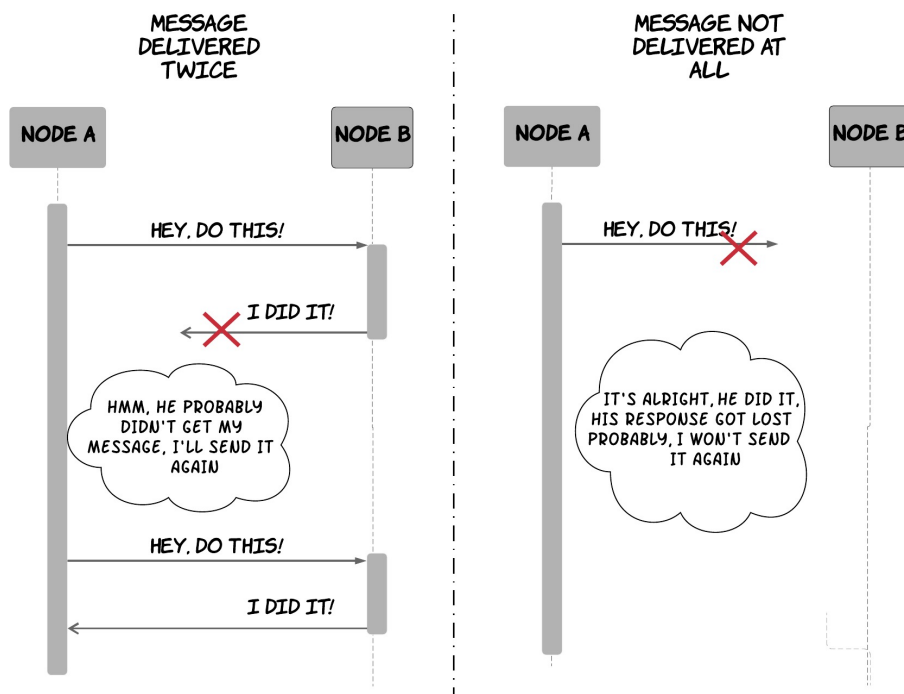 MESSAGE
DELIVERED
TWICE
NODE A
NODE B
HEY, DO THIS!
I DID IT!
HMM, HE PROBABLY
DIDN'T GET MY
MESSAGE, I'LL SEND IT
AGAIN
HEY, DO THIS!
I DID IT!
MESSAGE NOT
DELIVERED AT
ALL
NODE A
NODE B
HEY, DO THIS!
IT'S ALRIGHT, HE DID IT,
HIS RESPONSE GOT LOST
PROBABLY, I WON'T SEND
IT AGAIN